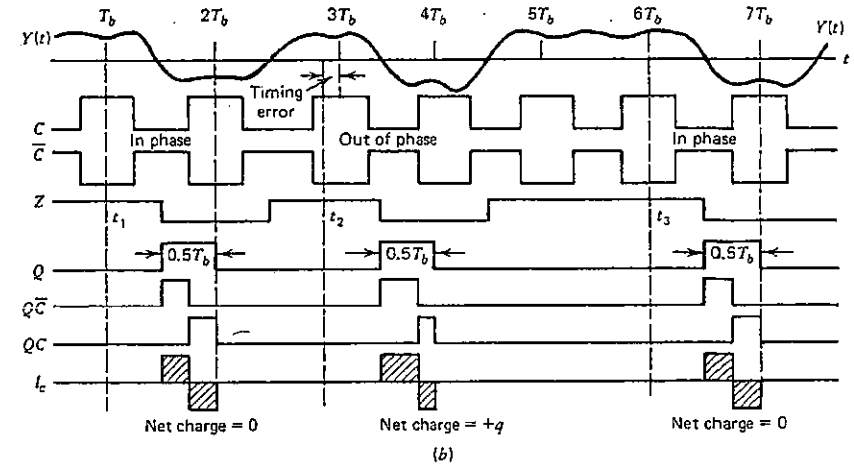 T_b 2T_b 3T_b 4T_b 5T_b 6T_b 7T_b
Y(t) Y(t)
t
Timing
error
C
In phase Out of phase In phase
C̅
Z t_1 t_2 t_3
0.5T_b 0.5T_b 0.5T_b
Q
QC̅
QC
I_c
Net charge = 0 Net charge = +q Net charge = 0
(b)